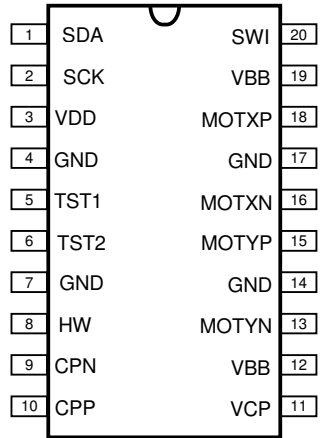 1 SDA SWI 20
2 SCK VBB 19
3 VDD MOTXP 18
4 GND GND 17
5 TST1 MOTXN 16
6 TST2 MOTYP 15
7 GND GND 14
8 HW MOTYN 13
9 CPN VBB 12
10 CPP VCP 11